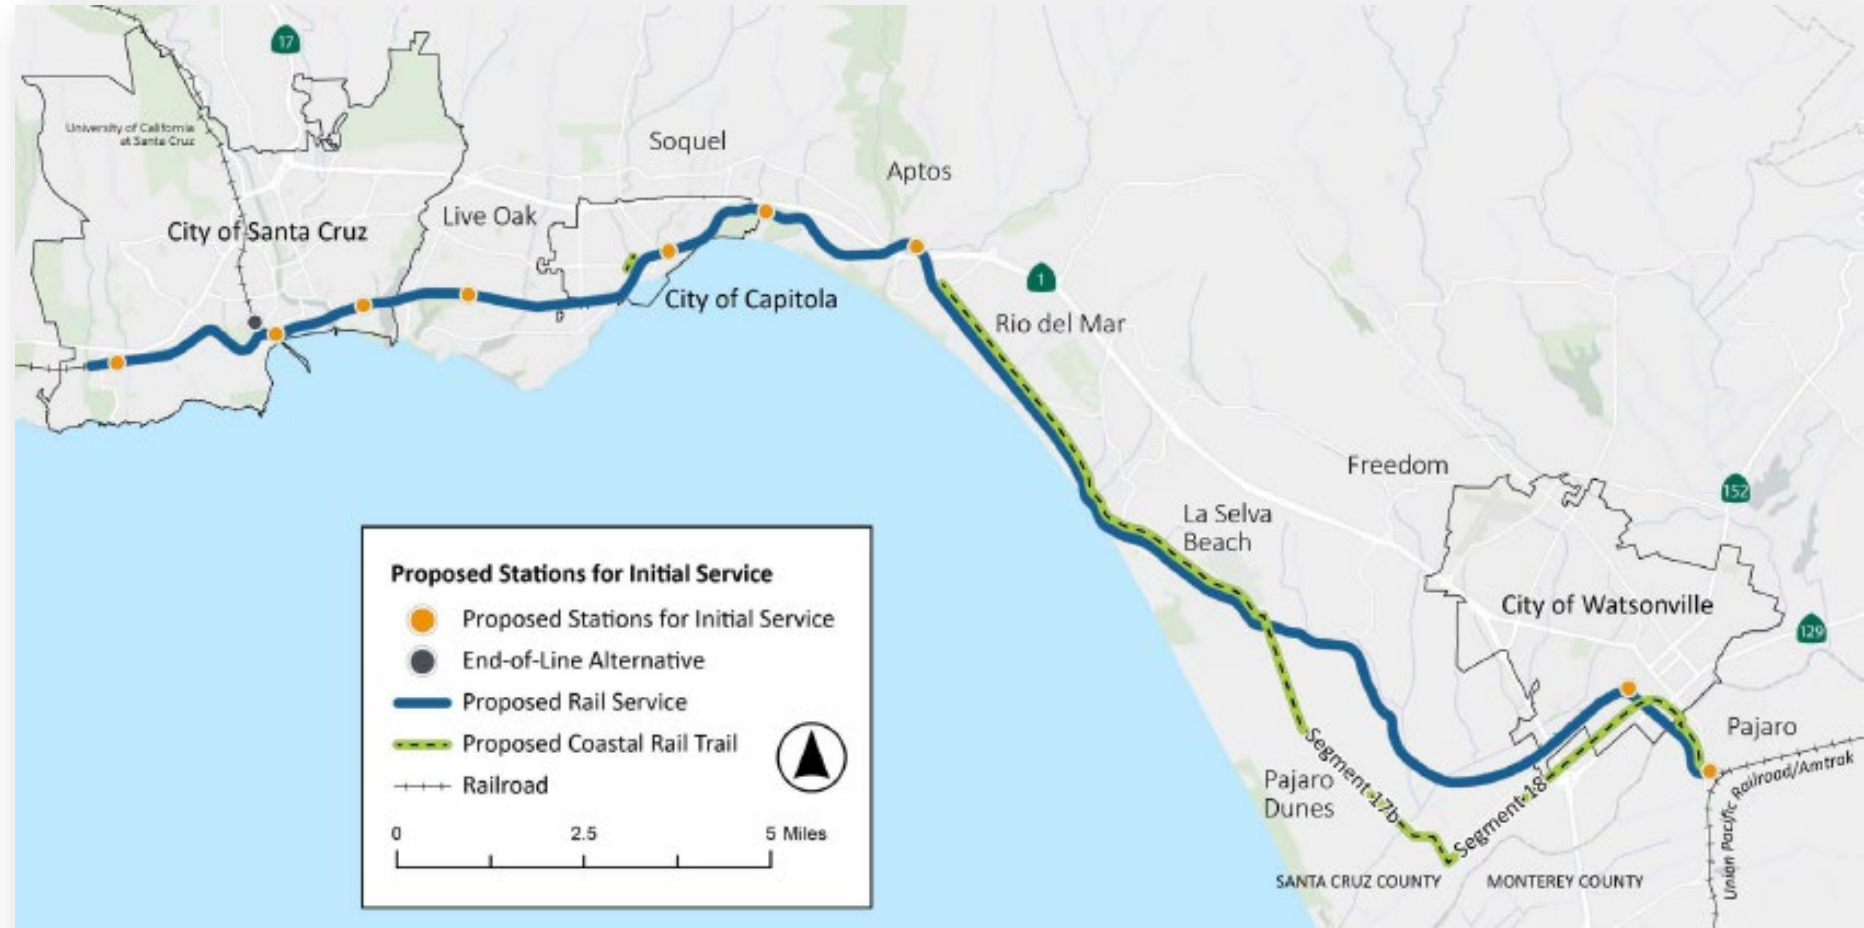 17
University of California
at Santa Cruz
Soquel
Aptos
City of Santa Cruz
Live Oak
1
City of Capitola
Rio del Mar
Freedom
152
La Selva
Beach
City of Watsonville
129
Proposed Stations for Initial Service
Proposed Stations for Initial Service
End-of-Line Alternative
Proposed Rail Service
Proposed Coastal Rail Trail
Railroad
0 2.5 5 Miles
Pajaro
Union Pacific Railroad/Amtrak
Segment 17b
Pajaro
Dunes
Segment 18
SANTA CRUZ COUNTY
MONTEREY COUNTY